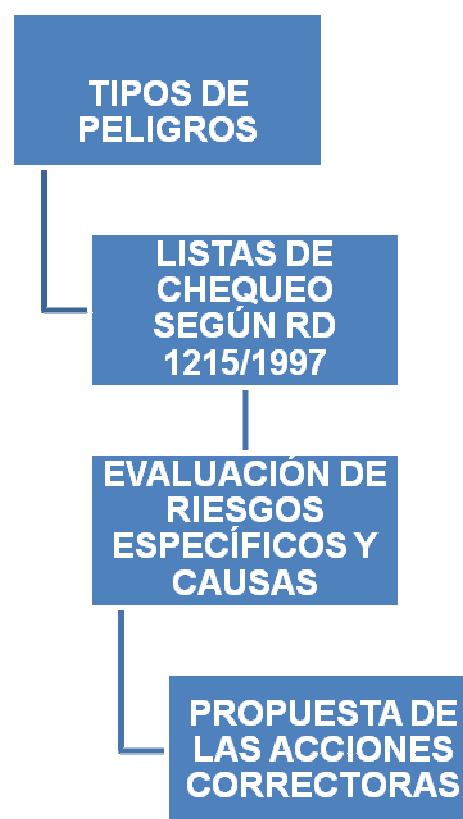 TIPOS DE
PELIGROS
LISTAS DE
CHEQUEO
SEGÚN RD
1215/1997
EVALUACIÓN DE
RIESGOS
ESPECÍFICOS Y
CAUSAS
PROPUESTA DE
LAS ACCIONES
CORRECTORAS